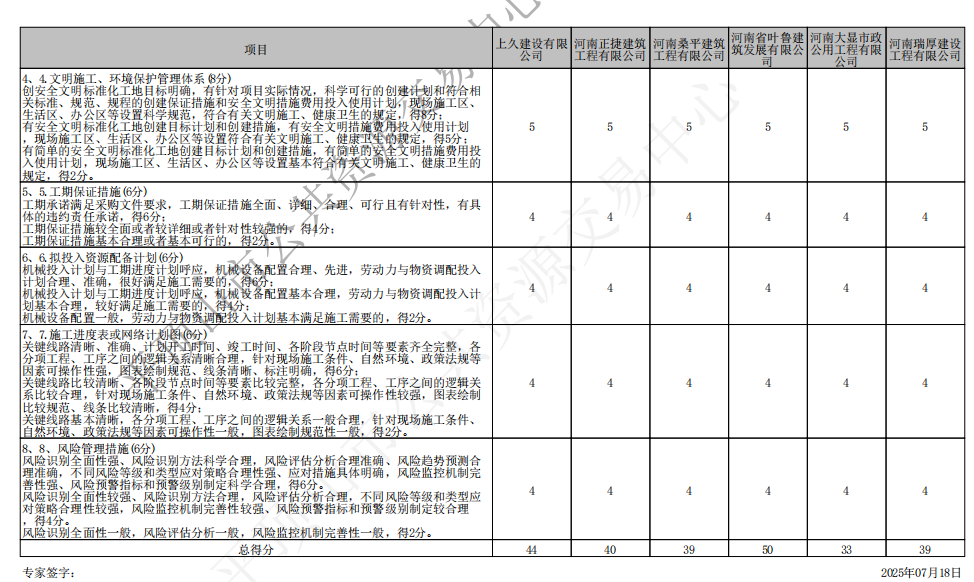 项目
上久建设有限
公司
河南正捷建筑
工程有限公司
河南桑平建筑
工程有限公司
河南省叶鲁建
筑发展有限公
司
河南大显市政
公用工程有限
公司
河南瑞厚建设
工程有限公司
4、4.文明施工、环境保护管理体系(8分)
创安全文明标准化工地目标明确，有针对项目实际情况，科学可行的创建计划和符合相
关标准、规范、规程的创建保证措施和安全文明措施费用投入使用计划，现场施工区、
生活区、办公区等设置科学规范，符合有关文明施工、健康卫生的规定，得8分；
有安全文明标准化工地创建目标计划和创建措施，有安全文明措施费用投入使用计划
，现场施工区、生活区、办公区等设置符合有关文明施工、健康卫生的规定，得5分；
有简单的安全文明标准化工地创建目标计划和创建措施，有简单的安全文明措施费用投
入使用计划，现场施工区、生活区、办公区等设置基本符合有关文明施工、健康卫生的
规定，得2分。
5 5 5 5 5 5
5、5.工期保证措施(6分)
工期承诺满足采购文件要求，工期保证措施全面、详细、合理、可行且有针对性，有具
体的违约责任承诺，得6分；
工期保证措施较全面或者较详细或者针对性较强的，得4分；
工期保证措施基本合理或者基本可行的，得2分。
4 4 4 4 4 4
6、6.拟投入资源配备计划(6分)
机械投入计划与工期进度计划呼应，机械设备配置合理、先进，劳动力与物资调配投入
计划合理、准确，很好满足施工需要的，得6分；
机械投入计划与工期进度计划呼应，机械设备配置基本合理，劳动力与物资调配投入计
划基本合理，较好满足施工需要的，得4分；
机械设备配置一般，劳动力与物资调配投入计划基本满足施工需要的，得2分。
4 4 4 4 4 4
7、7.施工进度表或网络计划图(6分)
关键线路清晰、准确、计划开工时间、竣工时间、各阶段节点时间等要素齐全完整，各
分项工程、工序之间的逻辑关系清晰合理，针对现场施工条件、自然环境、政策法规等
因素可操作性强，图表绘制规范、线条清晰、标注明确，得6分；
关键线路比较清晰、各阶段节点时间等要素比较完整，各分项工程、工序之间的逻辑关
系比较合理，针对现场施工条件、自然环境、政策法规等因素可操作性较强，图表绘制
比较规范、线条比较清晰，得4分；
关键线路基本清晰，各分项工程、工序之间的逻辑关系一般合理，针对现场施工条件、
自然环境、政策法规等因素可操作性一般，图表绘制规范性一般，得2分。
4 4 4 4 4 4
8、8、风险管理措施(6分)
风险识别全面性强、风险识别方法科学合理，风险评估分析合理准确、风险趋势预测合
理准确，不同风险等级和类型应对策略合理性强、应对措施具体明确，风险监控机制完
善性强、风险预警指标和预警级别制定科学合理，得6分。
风险识别全面性较强、风险识别方法合理，风险评估分析合理，不同风险等级和类型应
对策略合理性较强，风险监控机制完善性较强、风险预警指标和预警级别制定较合理
，得4分。
风险识别全面性一般，风险评估分析一般，风险监控机制完善性一般，得2分。
4 4 4 4 4 4
总得分 44 40 39 50 33 39
专家签字： 2025年07月18日